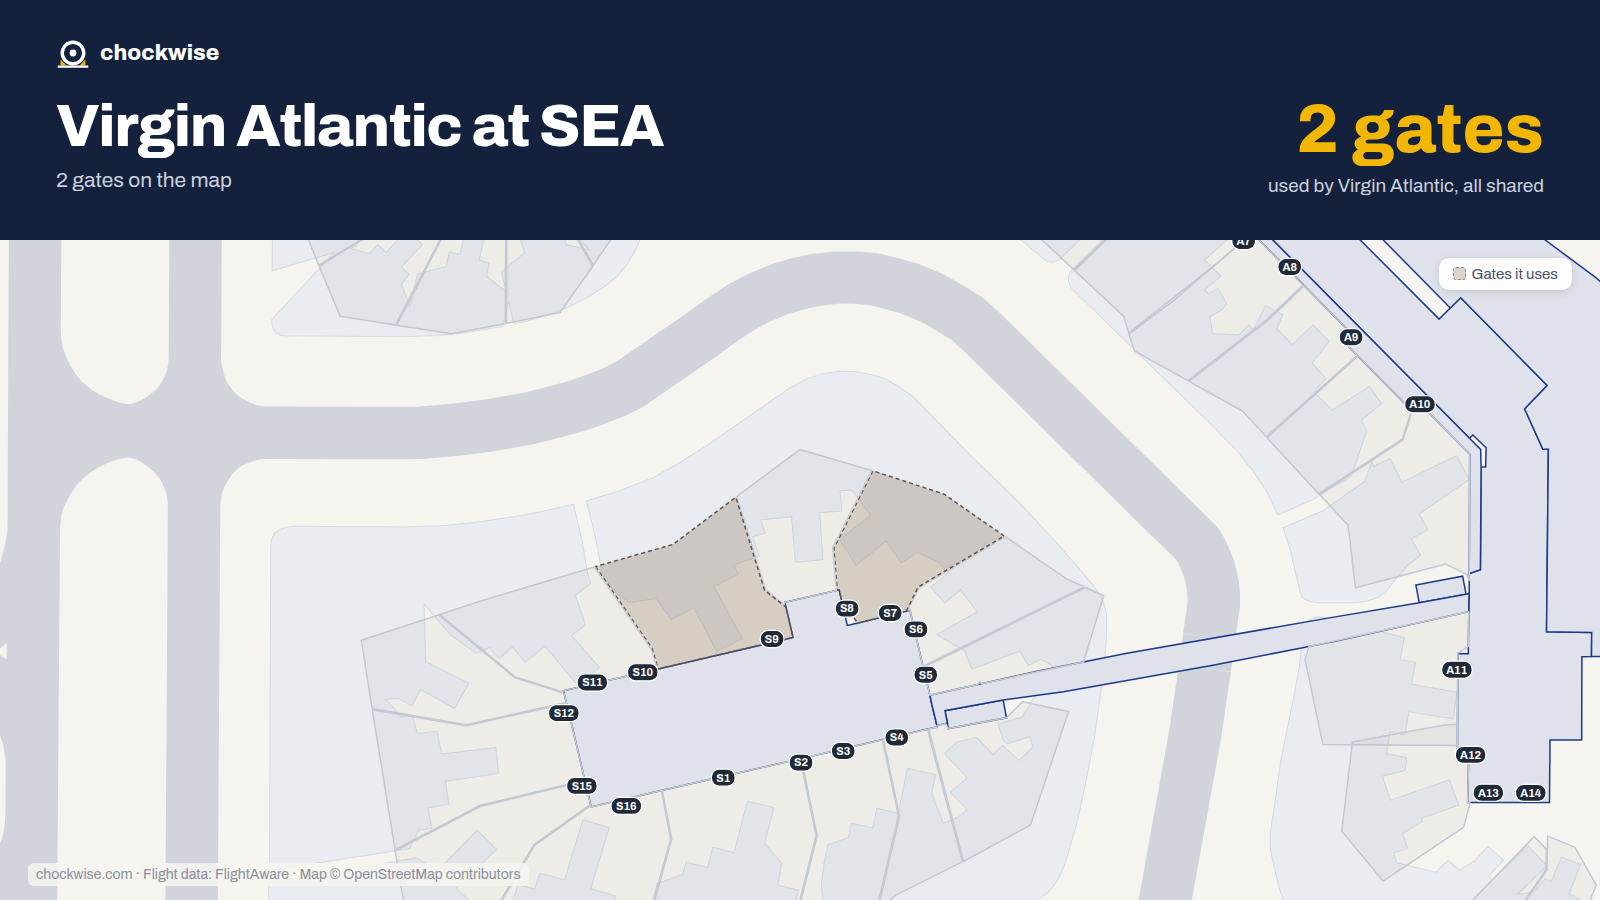 chockwise
Virgin Atlantic at SEA
2 gates on the map
2 gates
used by Virgin Atlantic, all shared
Gates it uses
A7
A8
A9
A10
S8
S7
S6
S9
S10
S11
S5
S12
S4
S3
S2
S1
S15
S16
A11
A12
A13
A14
chockwise.com · Flight data: FlightAware · Map © OpenStreetMap contributors